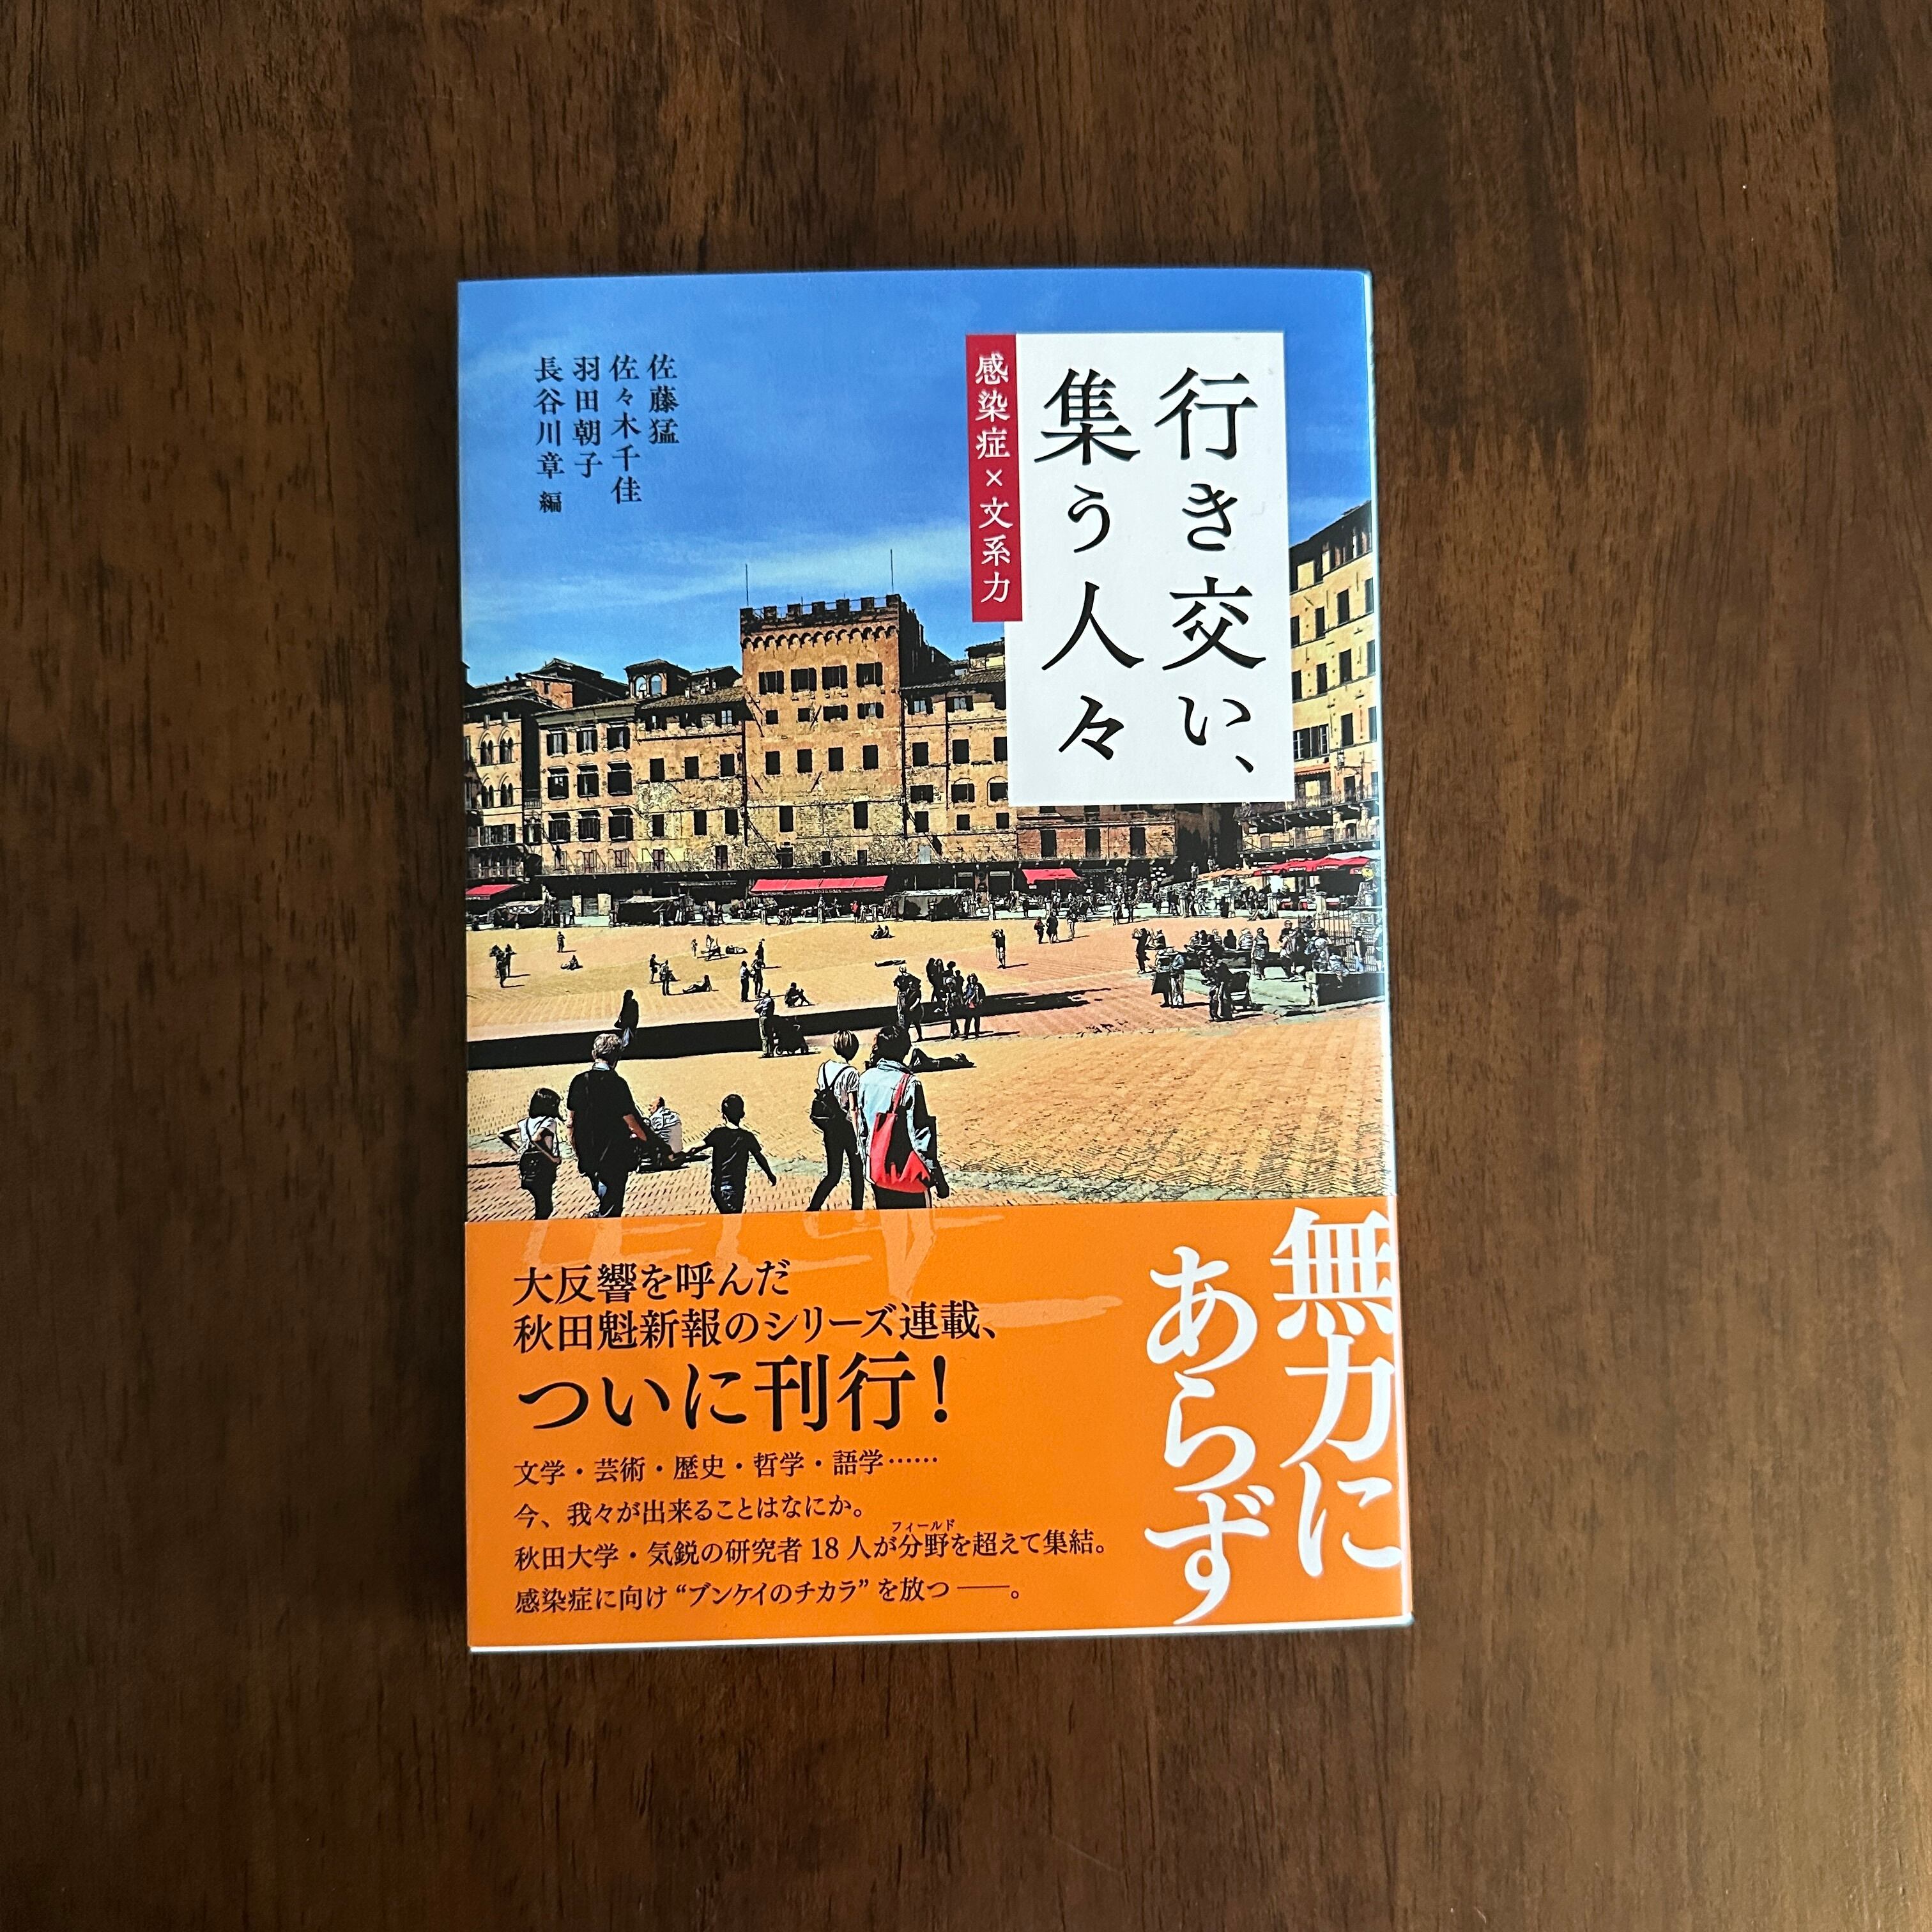 行き交い、
集う人々
感染症×文系力
佐藤猛
佐々木千佳
羽田朝子
長谷川章 編
無力に
あらず
大反響を呼んだ
秋田魁新報のシリーズ連載、
ついに刊行！
文学・芸術・歴史・哲学・語学……
今、我々が出来ることはなにか。
フィールド
秋田大学・気鋭の研究者 18 人が分野を超えて集結。
感染症に向け “ブンケイのチカラ” を放つ ――。